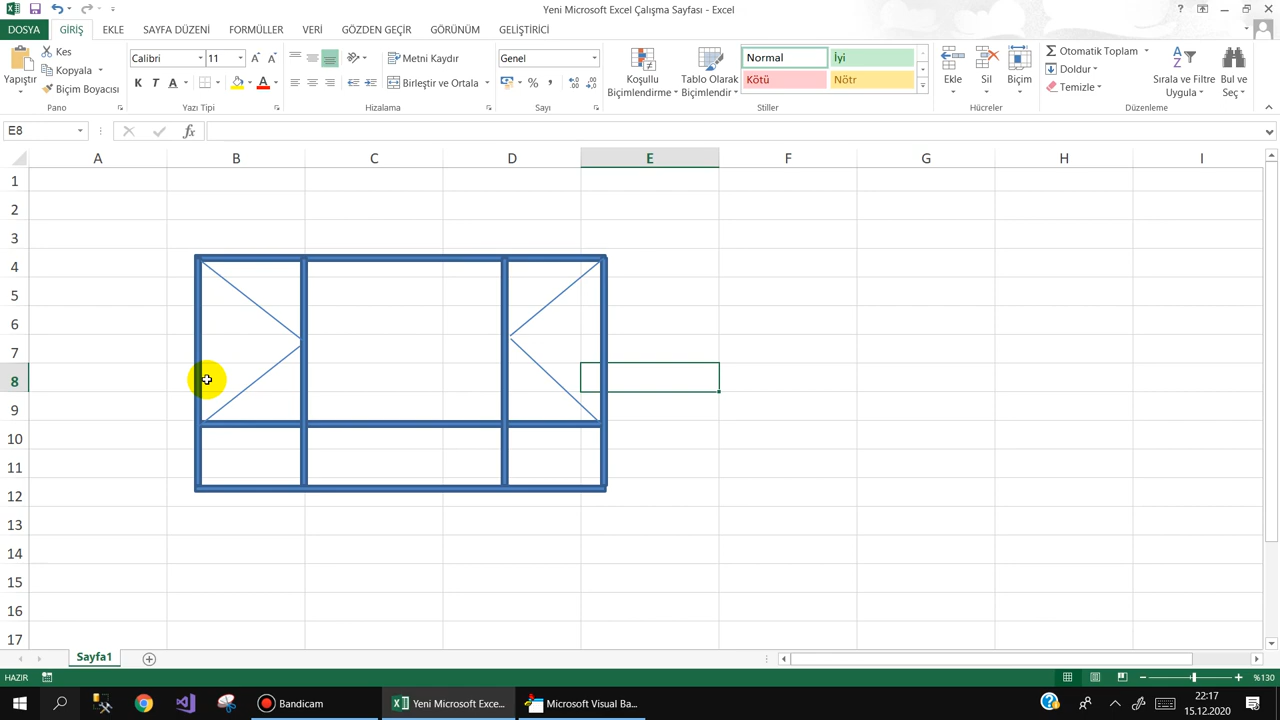 Yeni Microsoft Excel Çalışma Sayfası - Excel
DOSYA GİRİŞ EKLE SAYFA DÜZENİ FORMÜLLER VERİ GÖZDEN GEÇİR GÖRÜNÜM GELİŞTİRİCİ
Yapıştır
Kes
Kopyala
Biçim Boyacısı
Pano
Calibri 11
K T A
Yazı Tipi
Metni Kaydır
Birleştir ve Ortala
Hizalama
Genel
Sayı
Koşullu Biçimlendirme
Tablo Olarak Biçimlendir
Normal İyi
Kötü Nötr
Stiller
Ekle Sil Biçim
Hücreler
Otomatik Toplam
Doldur
Temizle
Sırala ve Filtre Uygula
Bul ve Seç
Düzenleme
E8
fx
A B C D E F G H I
1
2
3
4
5
6
7
8
9
10
11
12
13
14
15
16
17
Sayfa1
HAZIR
%130
Bandicam
Yeni Microsoft Exce...
Microsoft Visual Ba...
22:17
15.12.2020